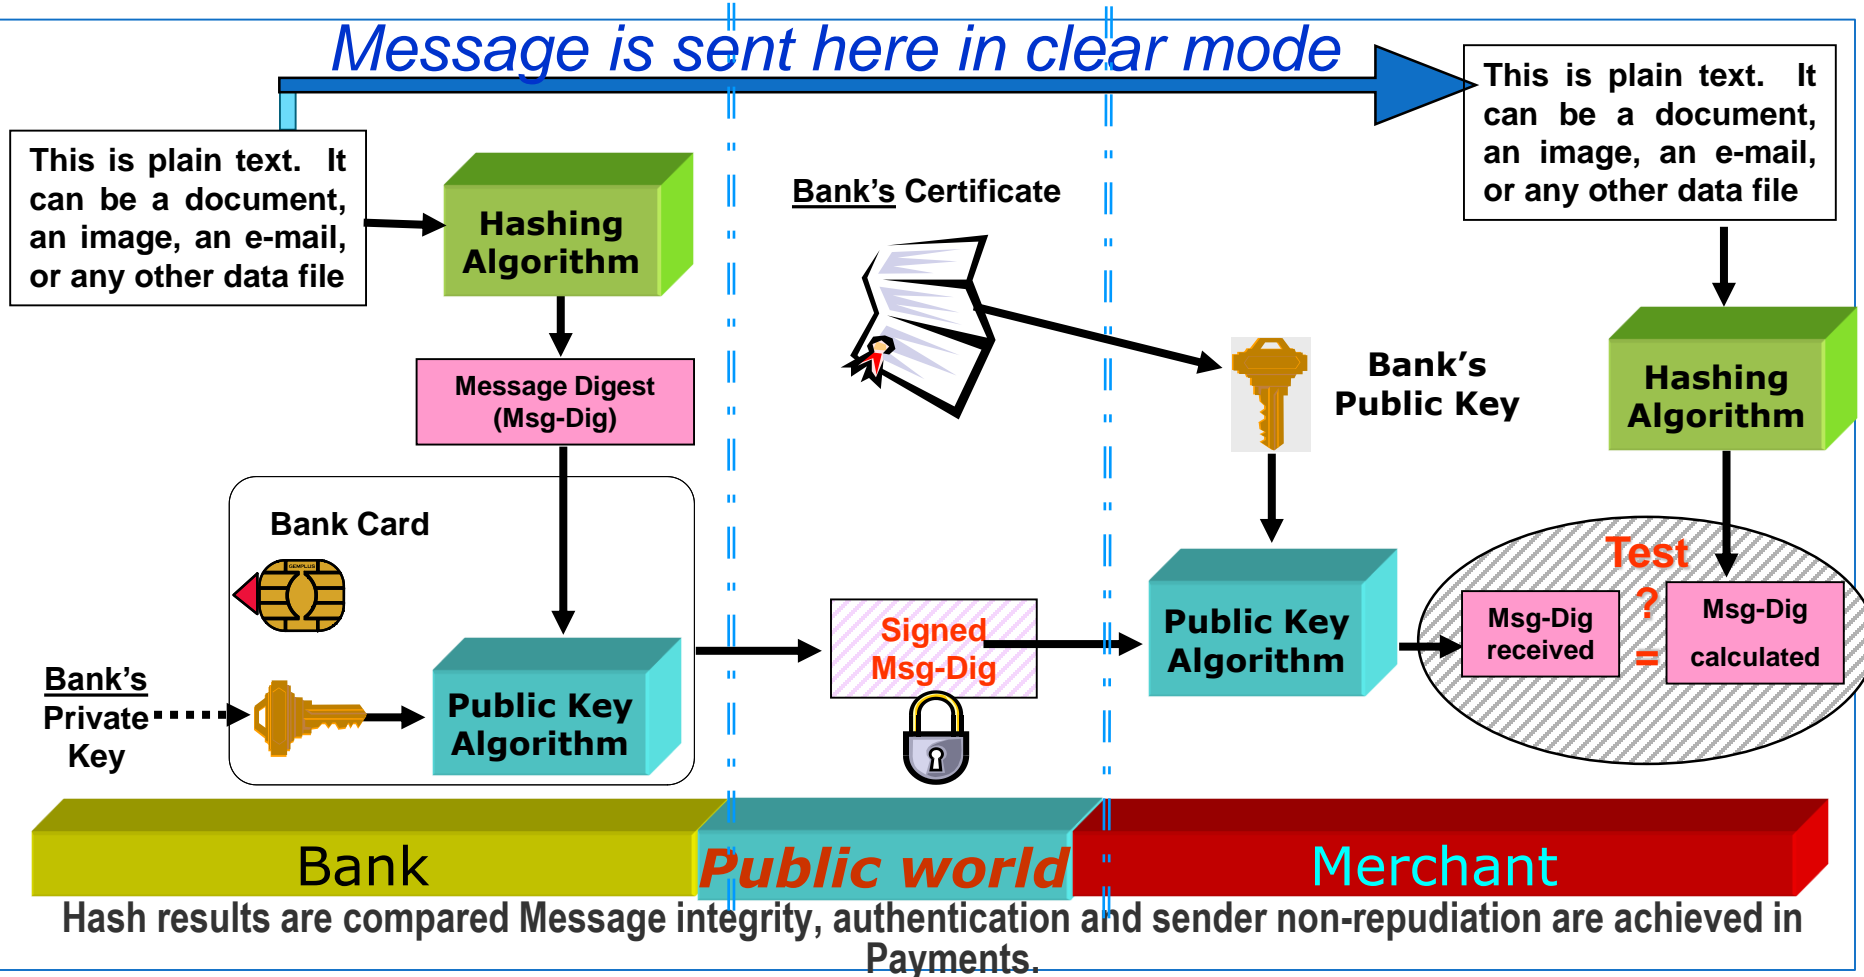 Message is sent here in clear mode
This is plain text. It
can be a document,
an image, an e-mail,
or any other data file
Hashing
Algorithm
Message Digest
(Msg-Dig)
Bank Card
GEMPLUS
Bank's
Private
Key
Public Key
Algorithm
Bank's Certificate
Signed
Msg-Dig
Bank's
Public Key
Public Key
Algorithm
This is plain text. It
can be a document,
an image, an e-mail,
or any other data file
Hashing
Algorithm
Test
?
=
Msg-Dig
received
Msg-Dig
calculated
Bank
Public world
Merchant
Hash results are compared Message integrity, authentication and sender non-repudiation are achieved in
Payments.